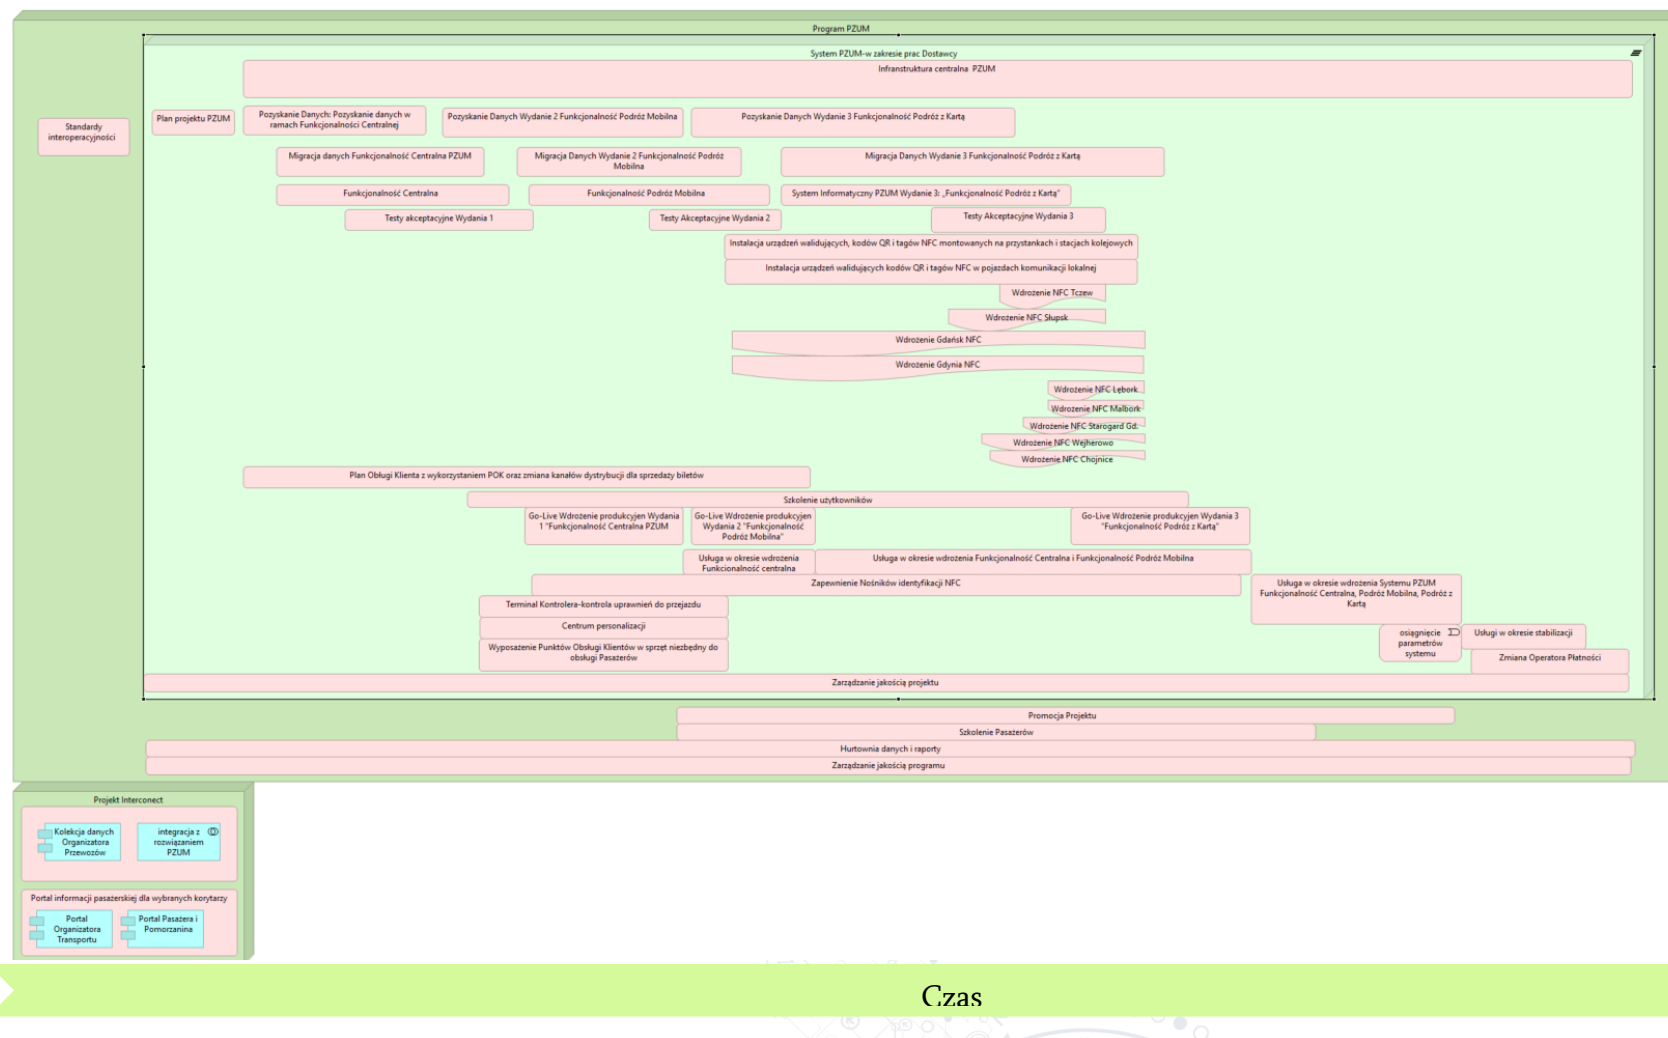 Program PZUM
System PZUM-w zakresie prac Dostawcy
Infranstruktura centralna PZUM
Standardy
interoperacyjności
Plan projektu PZUM
Pozyskanie Danych: Pozyskanie danych w
ramach Funkcjonalności Centralnej
Pozyskanie Danych Wydanie 2 Funkcjonalność Podróż Mobilna
Pozyskanie Danych Wydanie 3 Funkcjonalność Podróż z Kartą
Migracja danych Funkcjonalność Centralna PZUM
Migracja Danych Wydanie 2 Funkcjonalność Podróż
Mobilna
Migracja Danych Wydanie 3 Funkcjonalność Podróż z Kartą
Funkcjonalność Centralna
Funkcjonalność Podróż Mobilna
System Informatyczny PZUM Wydanie 3: „Funkcjonalność Podróż z Kartą"
Testy akceptacyjne Wydania 1
Testy Akceptacyjne Wydania 2
Testy Akceptacyjne Wydania 3
Instalacja urządzeń walidujących, kodów QR i tagów NFC montowanych na przystankach i stacjach kolejowych
Instalacja urządzeń walidujących kodów QR i tagów NFC w pojazdach komunikacji lokalnej
Wdrożenie NFC Tczew
Wdrożenie NFC Słupsk
Wdrożenie Gdańsk NFC
Wdrożenie Gdynia NFC
Wdrożenie NFC Lębork
Wdrożenie NFC Malbork
Wdrożenie NFC Starogard Gd.
Wdrożenie NFC Wejherowo
Wdrożenie NFC Chojnice
Plan Obługi Klienta z wykorzystaniem POK oraz zmiana kanałów dystrybucji dla sprzedaży biletów
Szkolenie użytkowników
Go-Live Wdrożenie produkcyjen Wydania
1 "Funkcjonalność Centralna PZUM
Go-Live Wdrożenie produkcyjen
Wydania 2 "Funkcjonalność
Podróż Mobilna"
Go-Live Wdrożenie produkcyjen Wydania 3
"Funkcjonalność Podróż z Kartą"
Usługa w okresie wdrożenia
Funkcionalność centralna
Usługa w okresie wdrożenia Funkcjonalność Centralna i Funkcjonalność Podróż Mobilna
Zapewnienie Nośników identyfikacji NFC
Usługa w okresie wdrożenia Systemu PZUM
Funkcjonalność Centralna, Podróż Mobilna, Podróż z
Kartą
Terminal Kontrolera-kontrola uprawnień do przejazdu
Centrum personalizacji
Wyposażenie Punktów Obsługi Klientów w sprzęt niezbędny do
obsługi Pasażerów
osiągnięcie
parametrów
systemu
Usługi w okresie stabilizacji
Zmiana Operatora Płatności
Zarządzanie jakością projektu
Promocja Projektu
Szkolenie Pasażerów
Hurtownia danych i raporty
Zarządzanie jakością programu
Projekt Interconect
Kolekcja danych
Organizatora
Przewozów
integracja z
rozwiązaniem
PZUM
Portal informacji pasażerskiej dla wybranych korytarzy
Portal
Organizatora
Transportu
Portal Pasażera i
Pomorzanina
Czas